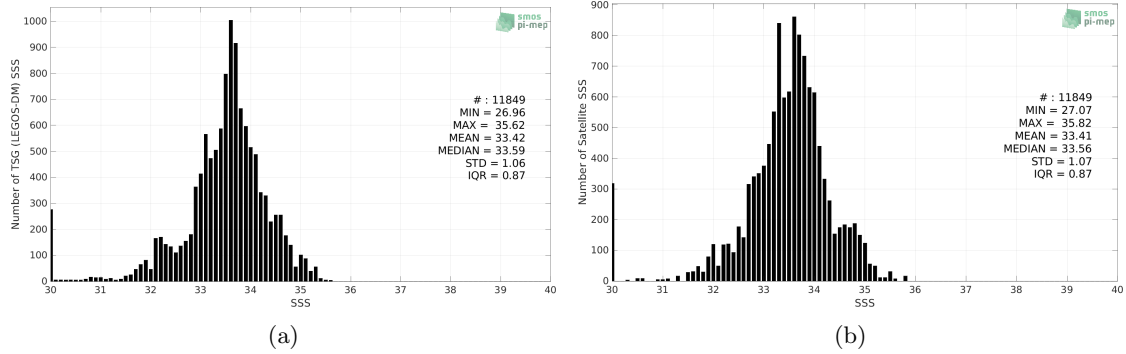 1000
900
800
700
600
500
400
300
200
100
0
30 31 32 33 34 35 36 37 38 39 40
SSS
Number of TSG (LEGOS-DM) SSS
smos
pi-mep
# : 11849
MIN = 26.96
MAX = 35.62
MEAN = 33.42
MEDIAN = 33.59
STD = 1.06
IQR = 0.87
(a)
900
800
700
600
500
400
300
200
100
0
30 31 32 33 34 35 36 37 38 39 40
SSS
Number of Satellite SSS
smos
pi-mep
# : 11849
MIN = 27.07
MAX = 35.82
MEAN = 33.41
MEDIAN = 33.56
STD = 1.07
IQR = 0.87
(b)